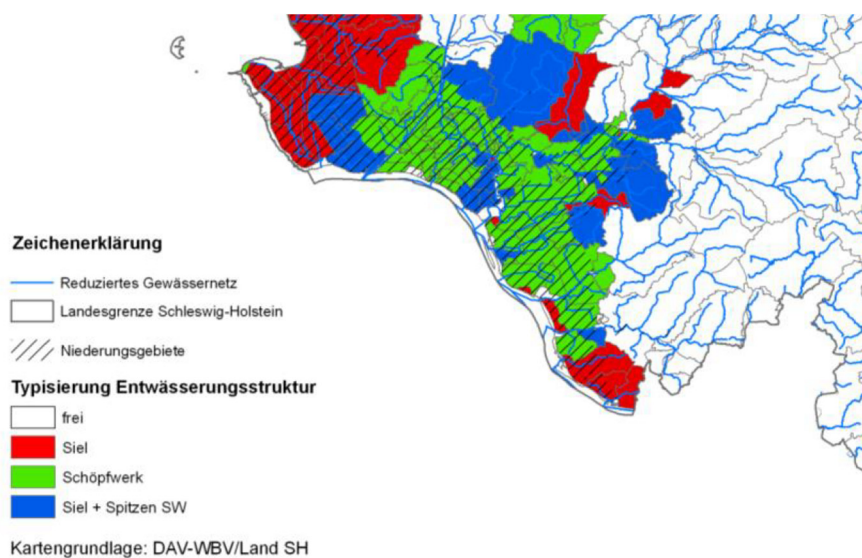 Zeichenerklärung
Reduziertes Gewässernetz
Landesgrenze Schleswig-Holstein
Niederungsgebiete
Typisierung Entwässerungsstruktur
frei
Siel
Schöpfwerk
Siel + Spitzen SW
Kartengrundlage: DAV-WBV/Land SH